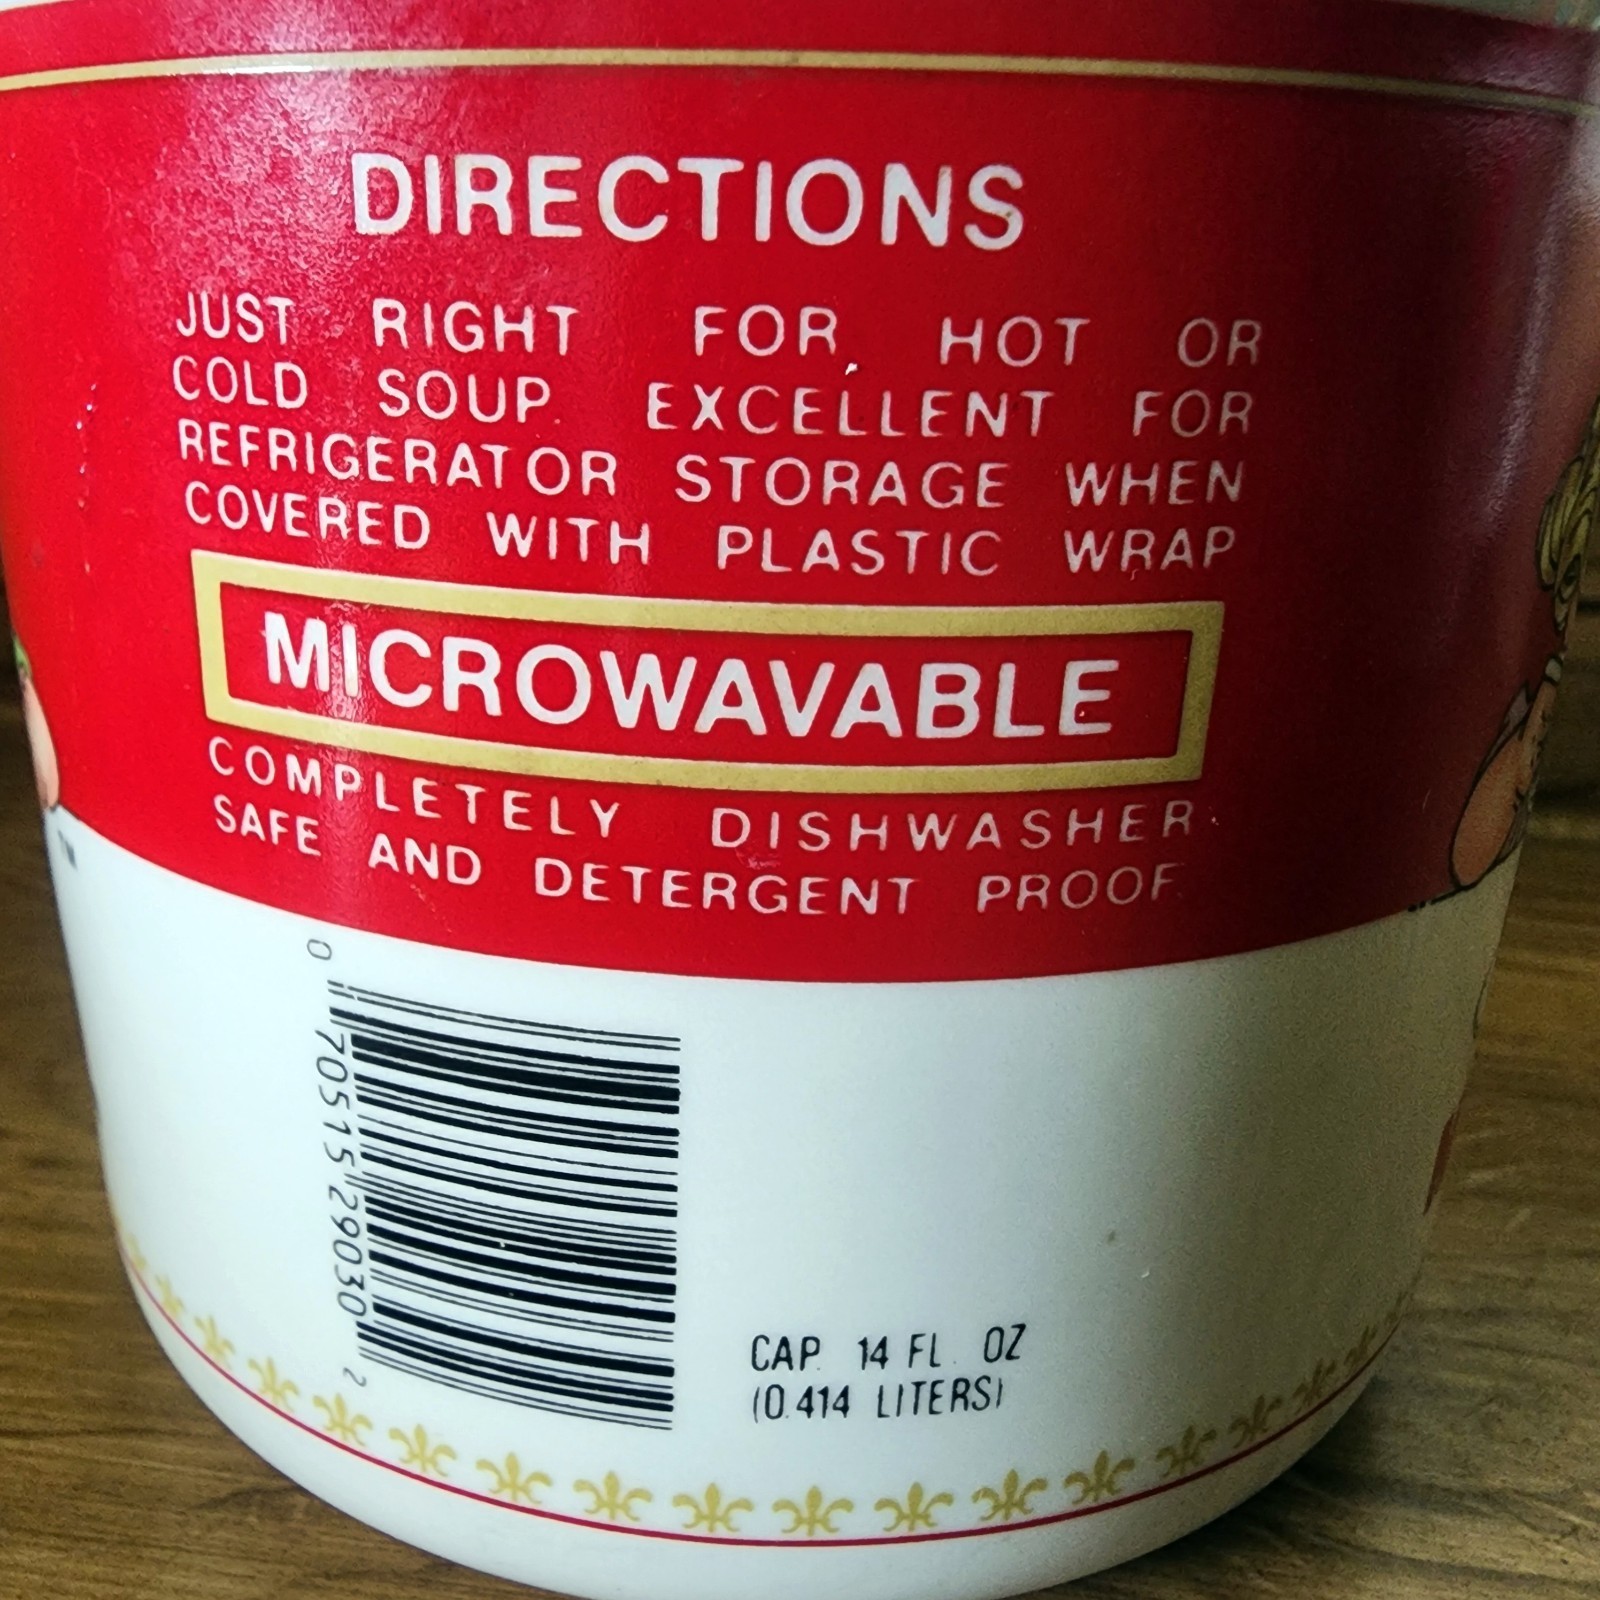 DIRECTIONS
JUST RIGHT FOR HOT OR
COLD SOUP. EXCELLENT FOR
REFRIGERATOR STORAGE WHEN
COVERED WITH PLASTIC WRAP
MICROWAVABLE
COMPLETELY DISHWASHER
SAFE AND DETERGENT PROOF.
TM
0 70515 29030 2
CAP. 14 FL. OZ
(0.414 LITERS)